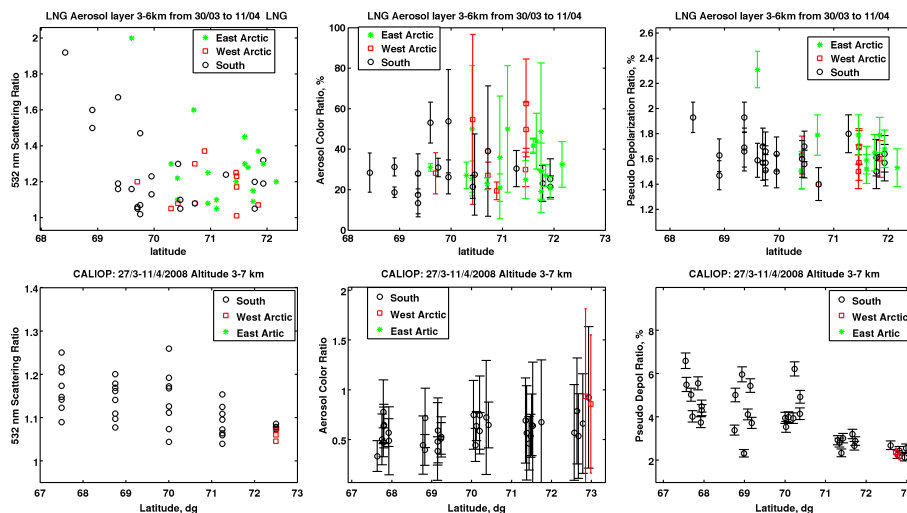 LNG Aerosol layer 3-6km from 30/03 to 11/04 LNG
532 nm Scattering Ratio
2
1.8
1.6
1.4
1.2
1
East Arctic
West Arctic
South
68 69 70 71 72
latitude
LNG Aerosol layer 3-6km from 30/03 to 11/04
Aerosol Color Ratio, %
100
80
60
40
20
0
East Arctic
West Arctic
South
68 69 70 71 72
latitude
LNG Aerosol layer 3-6km from 30/03 to 11/04
Pseudo Depolarization Ratio, %
2.6
2.4
2.2
2
1.8
1.6
1.4
1.2
East Arctic
West Arctic
South
68 69 70 71 72
latitude
CALIOP: 27/3-11/4/2008 Altitude 3-7 km
532 nm Scattering Ratio
1.4
1.3
1.2
1.1
1
South
West Arctic
East Artic
67 68 69 70 71 72 73
Latitude, dg
CALIOP: 27/3-11/4/2008 Altitude 3-7 km
Aerosol Color Ratio
2
1.5
1
0.5
South
West Arctic
East Arctic
67 68 69 70 71 72 73
Latitude, dg
CALIOP: 27/3-11/4/2008 Altitude 3-7 km
Pseudo Depol Ratio, %
8
6
4
2
South
West Arctic
East Arctic
67 68 69 70 71 72 73
Latitude, dg